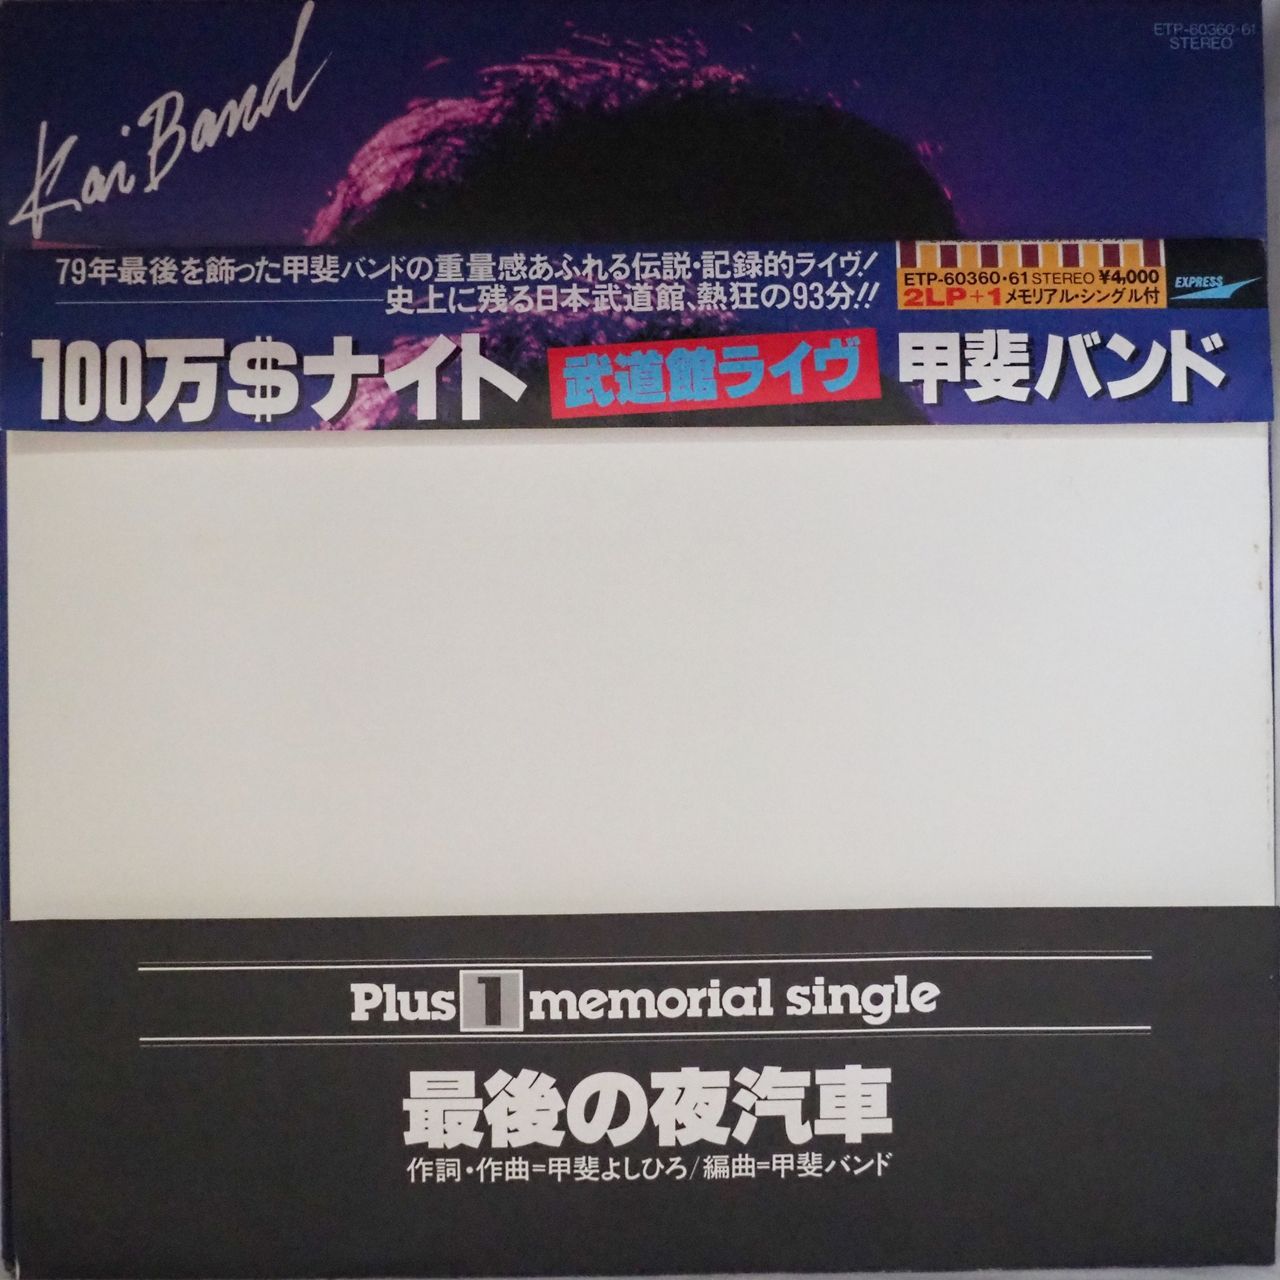 Kai Band
ETP-60360·61
STEREO
79年最後を飾った甲斐バンドの重量感あふれる伝説・記録的ライヴ!
史上に残る日本武道館、熱狂の93分!!
ETP-60360・61 STEREO ¥4,000
2LP+1メモリアル・シングル付
EXPRESS
100万$ナイト 武道館ライヴ 甲斐バンド
Plus 1 memorial single
最後の夜汽車
作詞・作曲=甲斐よしひろ/編曲=甲斐バンド